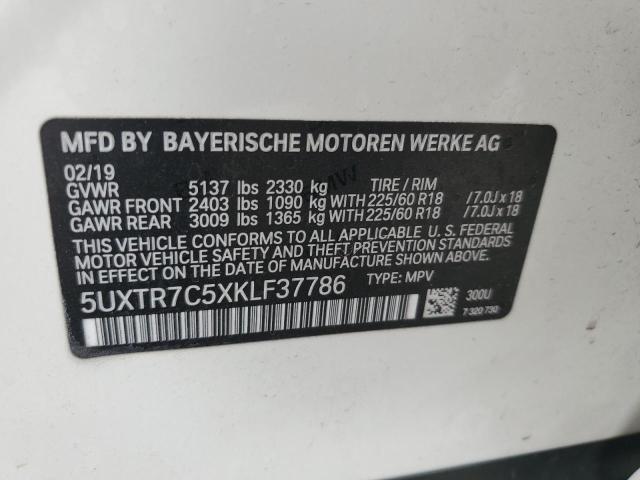 MFD BY BAYERISCHE MOTOREN WERKE AG
02/19
GVWR 5137 lbs 2330 kg TIRE / RIM
GAWR FRONT 2403 lbs 1090 kg WITH 225/60 R18 / 7.0J x 18
GAWR REAR 3009 lbs 1365 kg WITH 225/60 R18 / 7.0J x 18
THIS VEHICLE CONFORMS TO ALL APPLICABLE U. S. FEDERAL
MOTOR VEHICLE SAFETY AND THEFT PREVENTION STANDARDS
IN EFFECT ON THE DATE OF MANUFACTURE SHOWN ABOVE.
5UXTR7C5XKLF37786 TYPE: MPV
300U
7 320 730